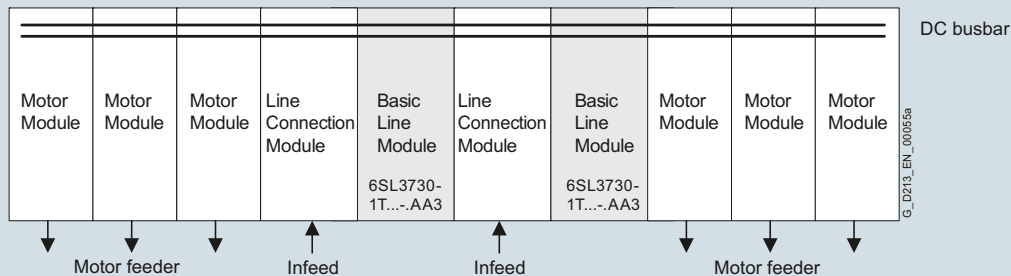 DC busbar
Motor
Module
Motor
Module
Motor
Module
Line
Connection
Module
Basic
Line
Module
6SL3730-
1T...-.AA3
Line
Connection
Module
Basic
Line
Module
6SL3730-
1T...-.AA3
Motor
Module
Motor
Module
Motor
Module
G_D213_EN_00055a
Motor feeder
Infeed
Infeed
Motor feeder